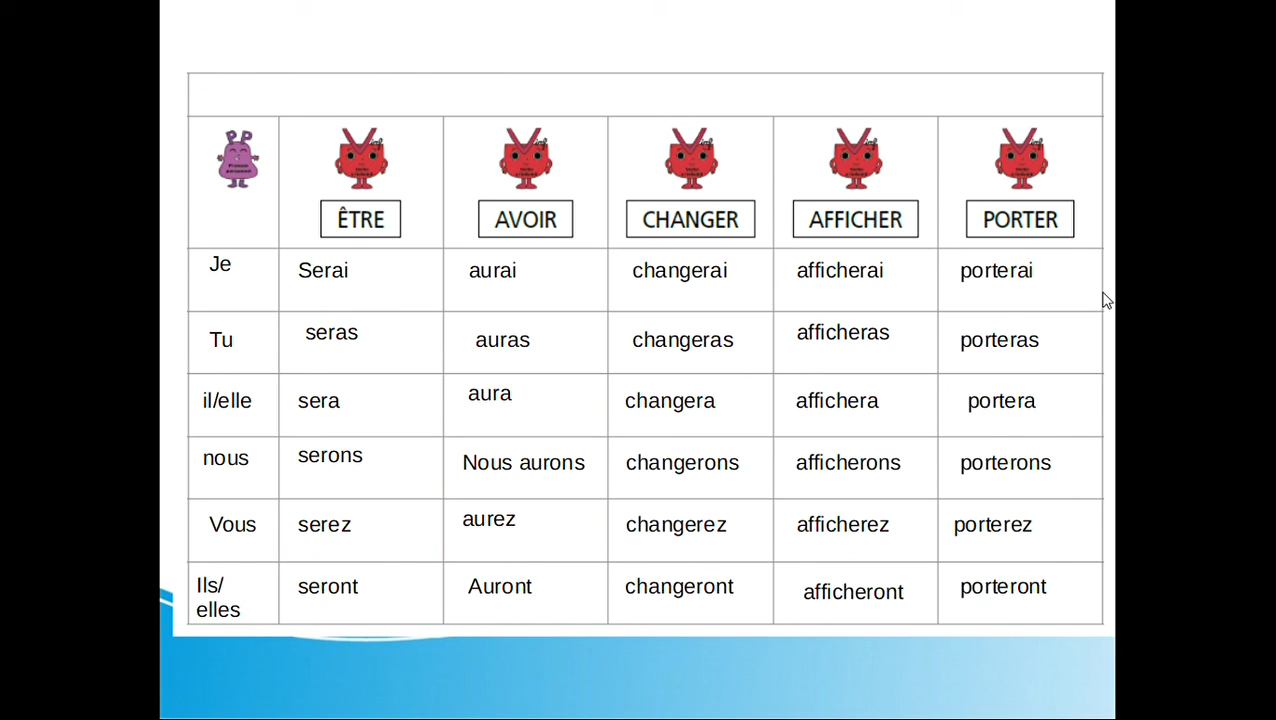 ÊTRE AVOIR CHANGER AFFICHER PORTER
Je Serai aurai changerai afficherai porterai
Tu seras auras changeras afficheras porteras
il/elle sera aura changera affichera portera
nous serons Nous aurons changerons afficherons porterons
Vous serez aurez changerez afficherez porterez
Ils/ seront Auront changeront afficheront porteront
elles